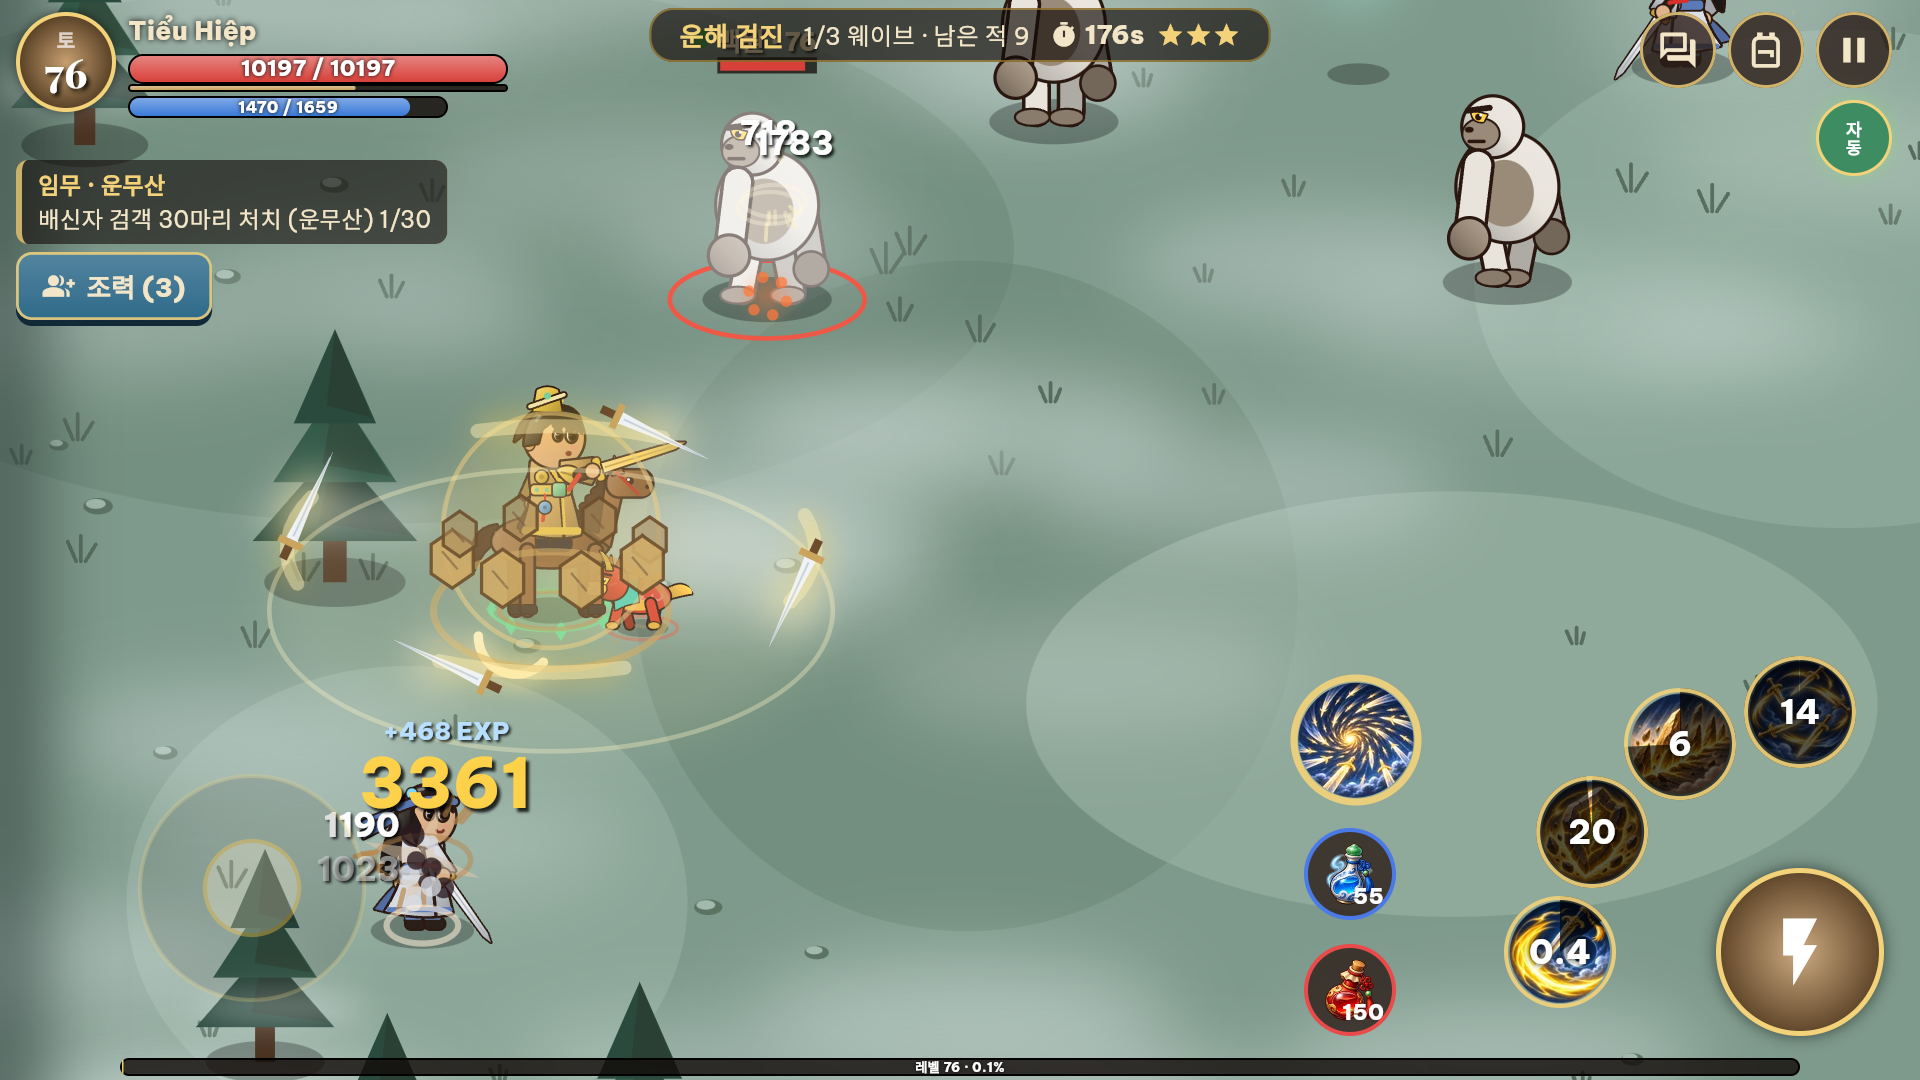 토
76
Tiểu Hiệp
10197 / 10197
1470 / 1659
운해 검진 1/3 웨이브 · 남은 적 9 176s
임무 · 운무산
배신자 검객 30마리 처치 (운무산) 1/30
조력 (3)
자동
718
1783
+468 EXP
3361
1190
1023
14
6
20
0.4
55
150
레벨 76 · 0.1%